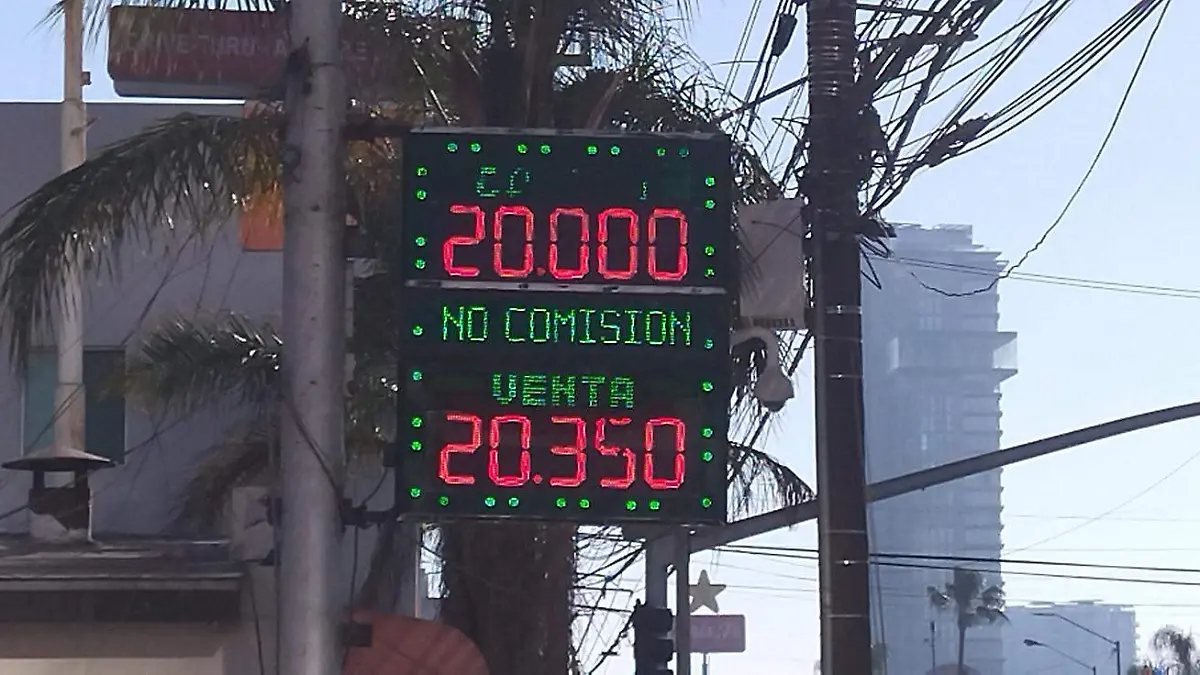 20.000
NO COMISION
VENTA
20.350